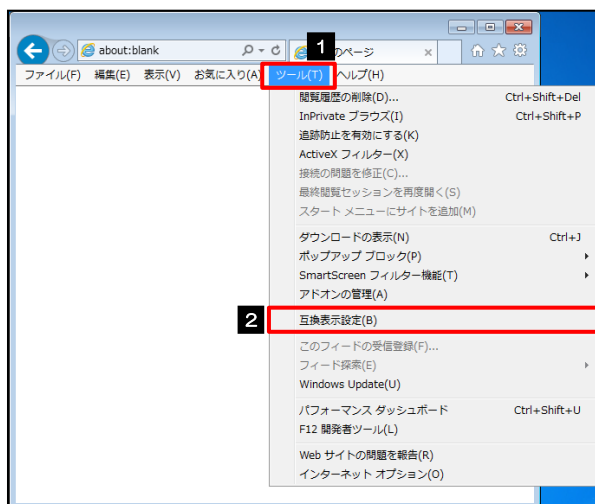 about:blank
1
のページ
ファイル(F) 編集(E) 表示(V) お気に入り(A) ツール(T) ヘルプ(H)
閲覧履歴の削除(D)... Ctrl+Shift+Del
InPrivate ブラウズ(I) Ctrl+Shift+P
追跡防止を有効にする(K)
ActiveX フィルター(X)
接続の問題を修正(C)...
最終閲覧セッションを再度開く(S)
スタート メニューにサイトを追加(M)
ダウンロードの表示(N) Ctrl+J
ポップアップ ブロック(P)
SmartScreen フィルター機能(T)
アドオンの管理(A)
2 互換表示設定(B)
このフィードの受信登録(F)...
フィード探索(E)
Windows Update(U)
パフォーマンス ダッシュボード Ctrl+Shift+U
F12 開発者ツール(L)
Web サイトの問題を報告(R)
インターネット オプション(O)